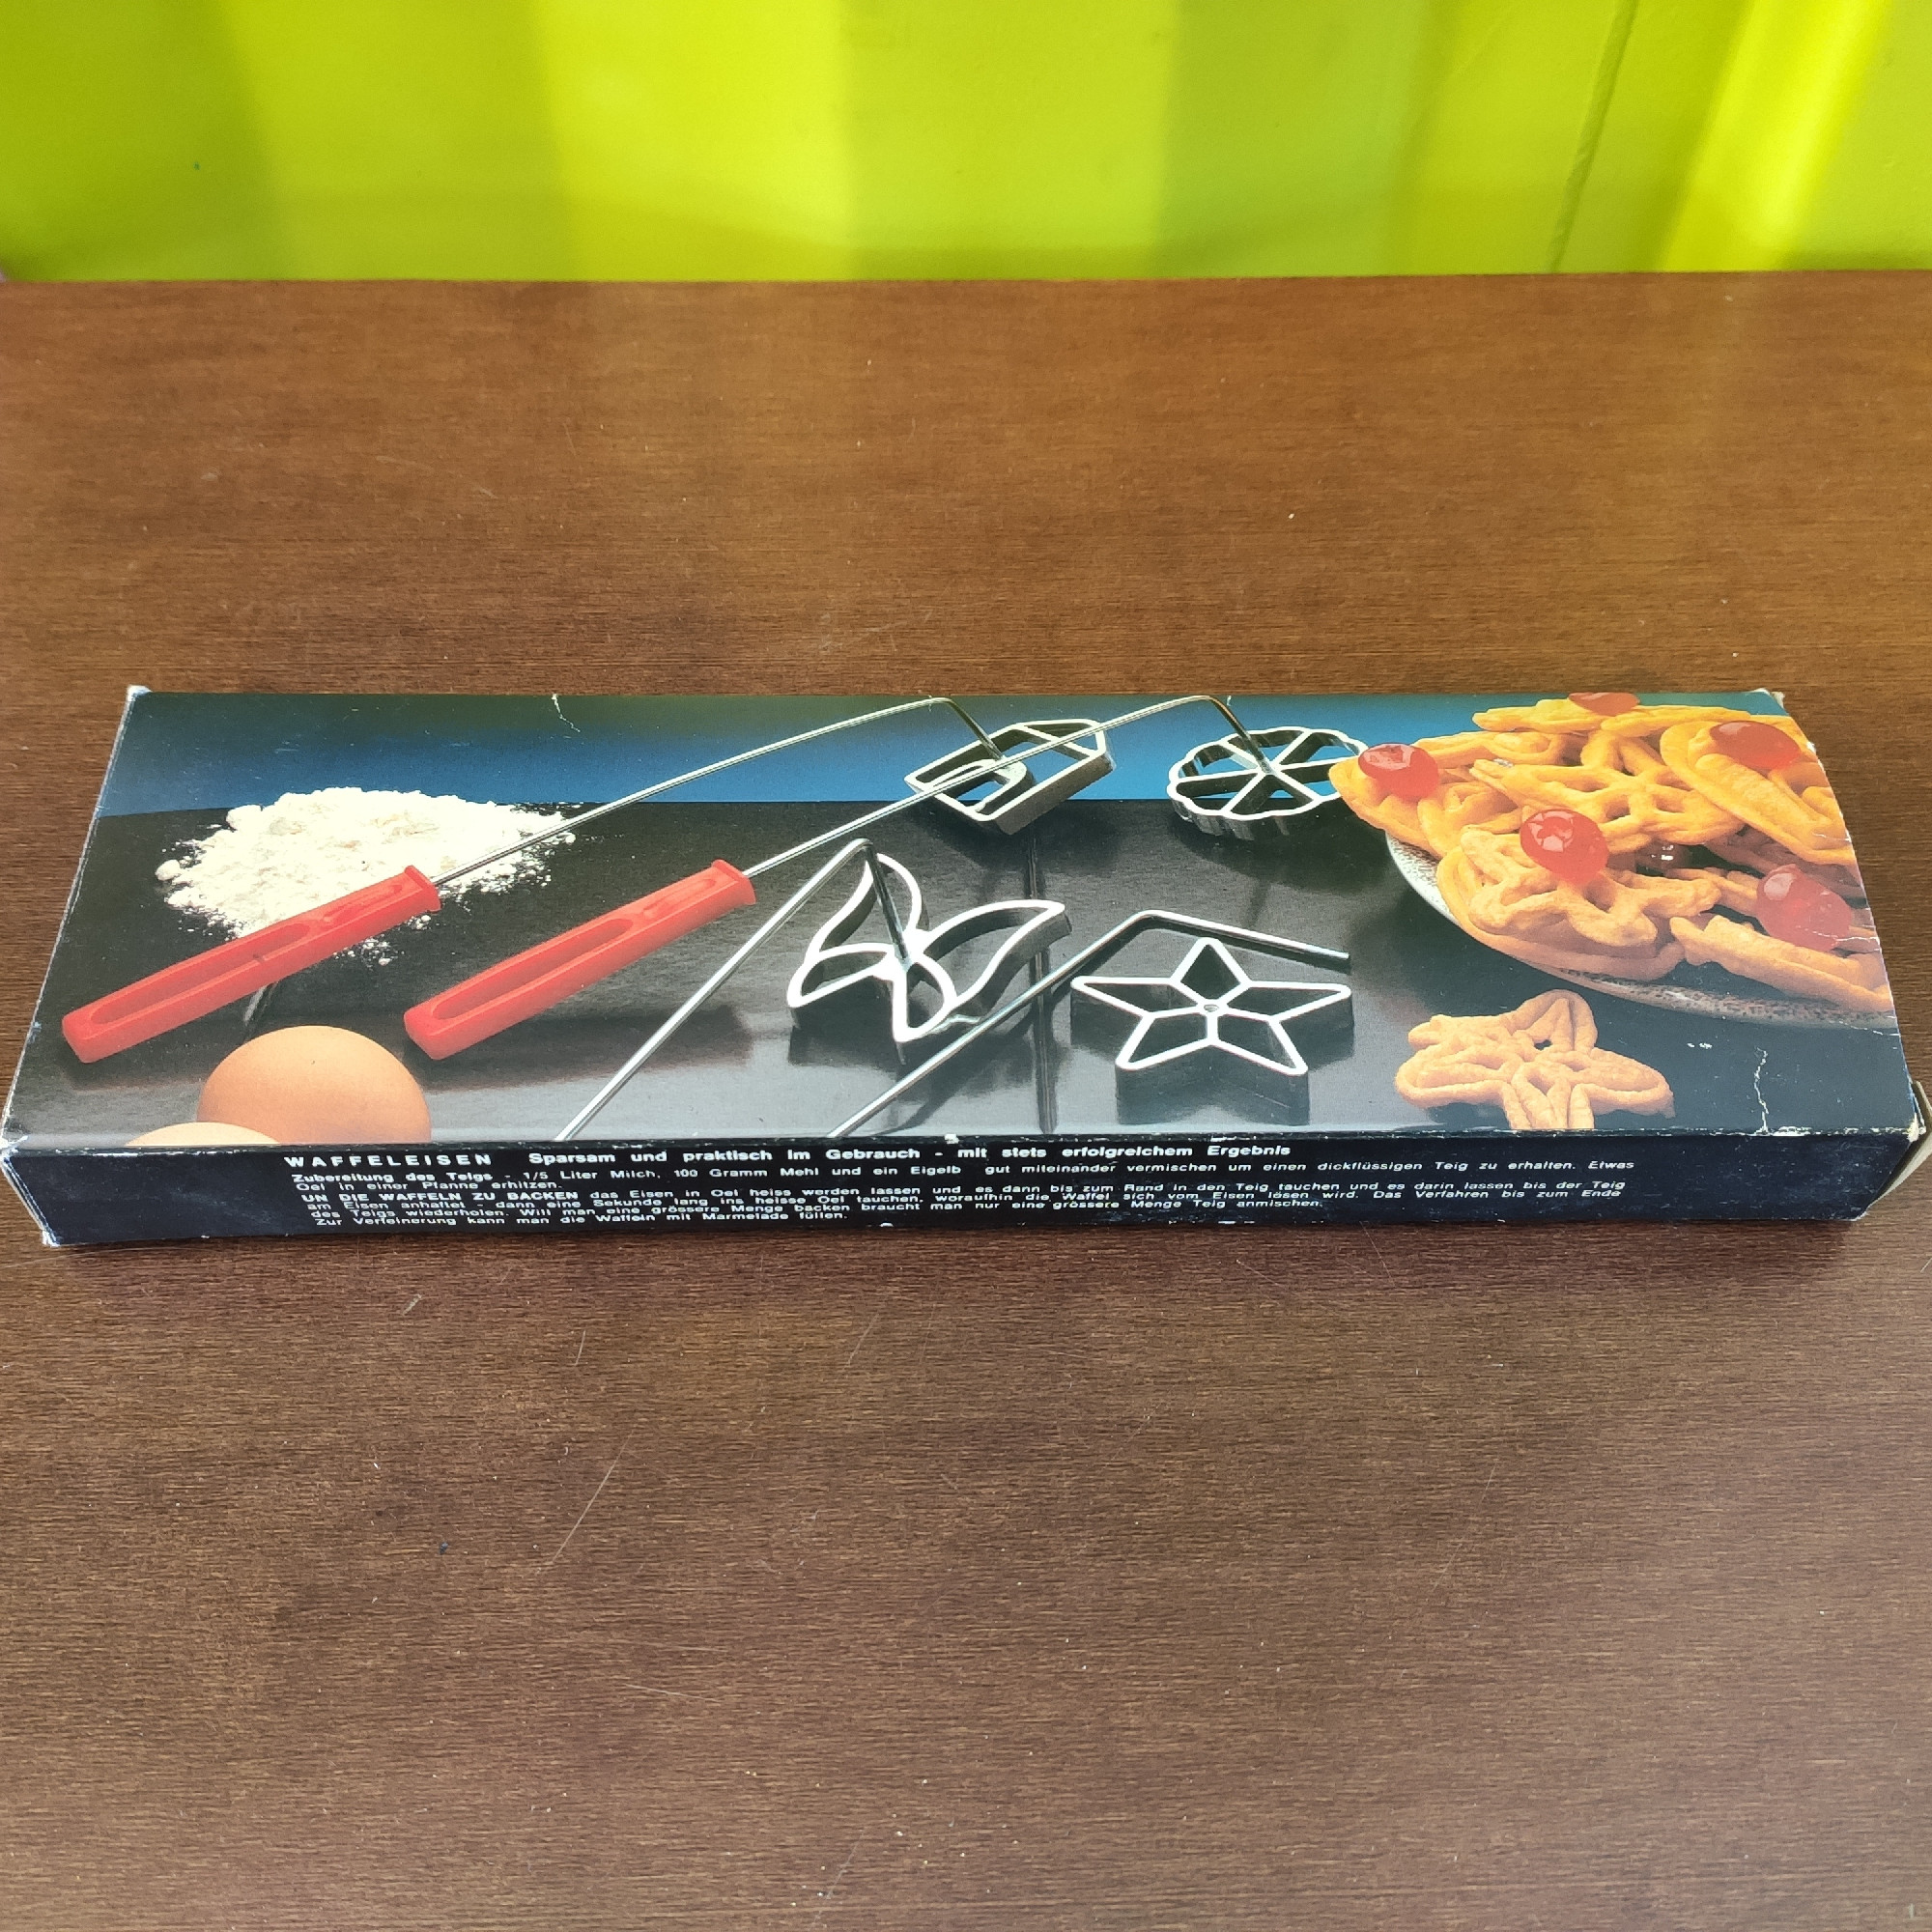 WAFFELEISEN Sparsam und praktisch im Gebrauch - mit stets erfolgreichem Ergebnis
Zubereitung des Teigs - 1/5 Liter Milch, 100 Gramm Mehl und ein Eigelb gut miteinander vermischen um einen dickflüssigen Teig zu erhalten. Etwas
Oel in einer Pfanne erhitzen.
UN DIE WAFFELN ZU BACKEN das Eisen in Oel heiss werden lassen und es dann bis zum Rand in den Teig tauchen und es darin lassen bis der Teig
am Eisen anhaftet - dann eine Sekunde lang ins heisse Oel tauchen, woraufhin die Waffel sich vom Eisen lösen wird. Das Verfahren bis zum Ende
des Teigs wiederholen. Will man eine grössere Menge backen braucht man nur eine grössere Menge Teig anmischen.
Zur Verfeinerung kann man die Waffeln mit Marmelade füllen.